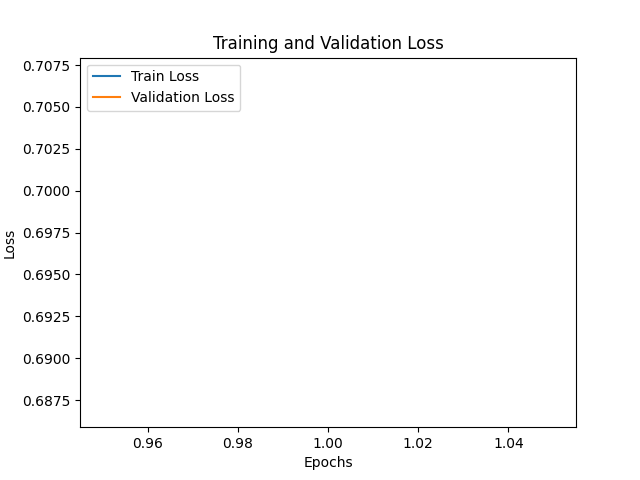 Training and Validation Loss
Train Loss
Validation Loss
0.7075
0.7050
0.7025
0.7000
0.6975
0.6950
0.6925
0.6900
0.6875
Loss
0.96 0.98 1.00 1.02 1.04
Epochs